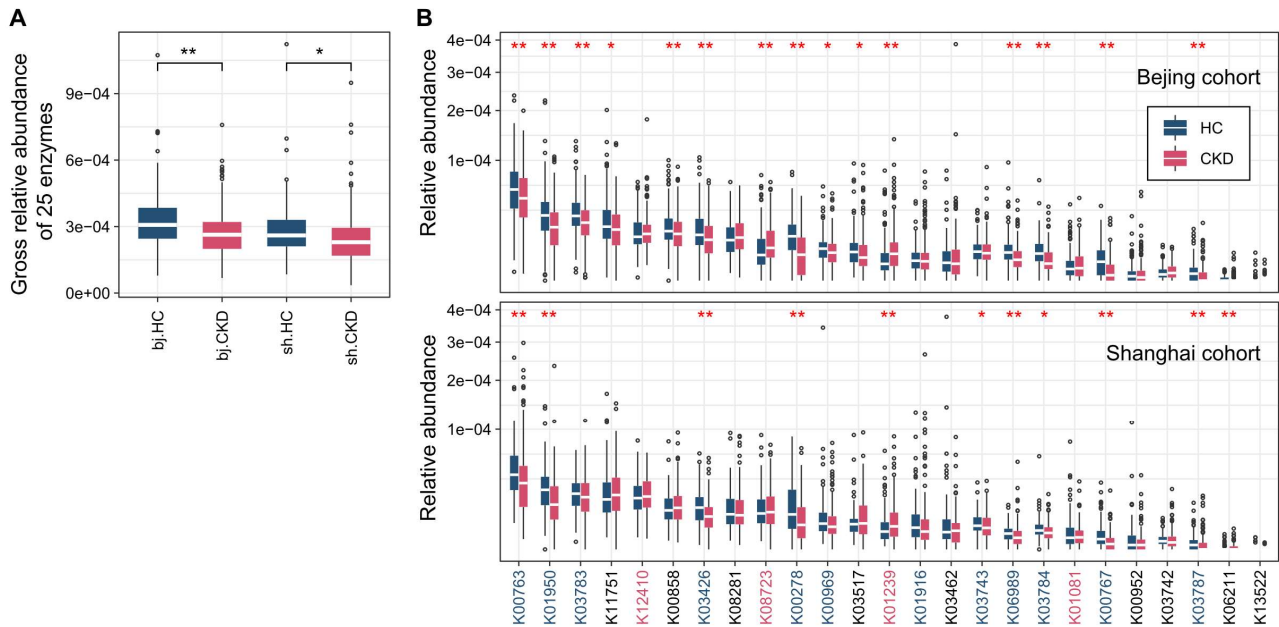 A
Gross relative abundance
of 25 enzymes
9e−04
6e−04
3e−04
0e+00
** *
bj.HC
bj.CKD
sh.HC
sh.CKD
B
Relative abundance
4e−04
3e−04
2e−04
1e−04
** ** ** * ** ** ** ** * * ** ** ** ** **
Bejing cohort
HC
CKD
Relative abundance
4e−04
3e−04
2e−04
1e−04
** ** ** ** ** * ** * ** ** **
Shanghai cohort
K00763
K01950
K03783
K11751
K12410
K00858
K03426
K08281
K08723
K00278
K00969
K03517
K01239
K01916
K03462
K03743
K06989
K03784
K01081
K00767
K00952
K03742
K03787
K06211
K13522